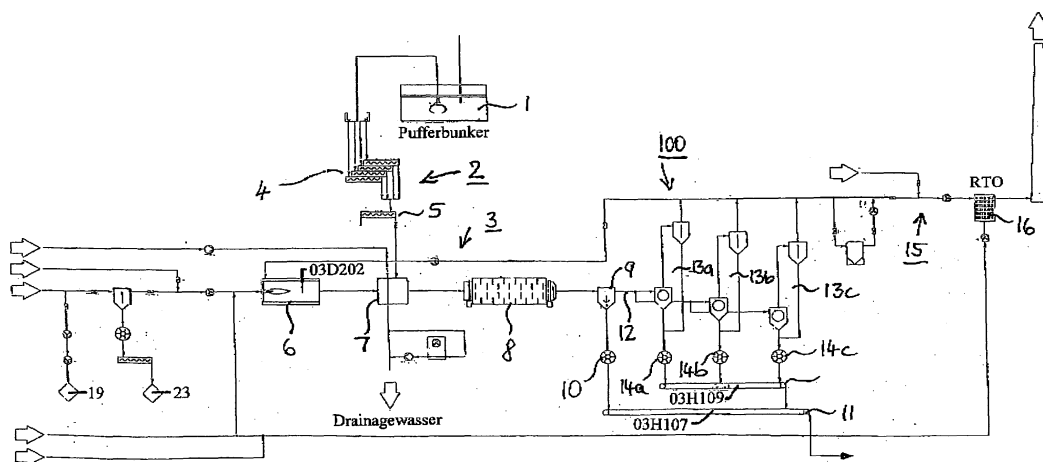 1
Pufferbunker
4
2
5
3
100
RTO
16
15
03D202
6
7
8
9
12
13a
13b
13c
10
14a
14b
14c
19
23
03H109
03H107
11
Drainagewasser